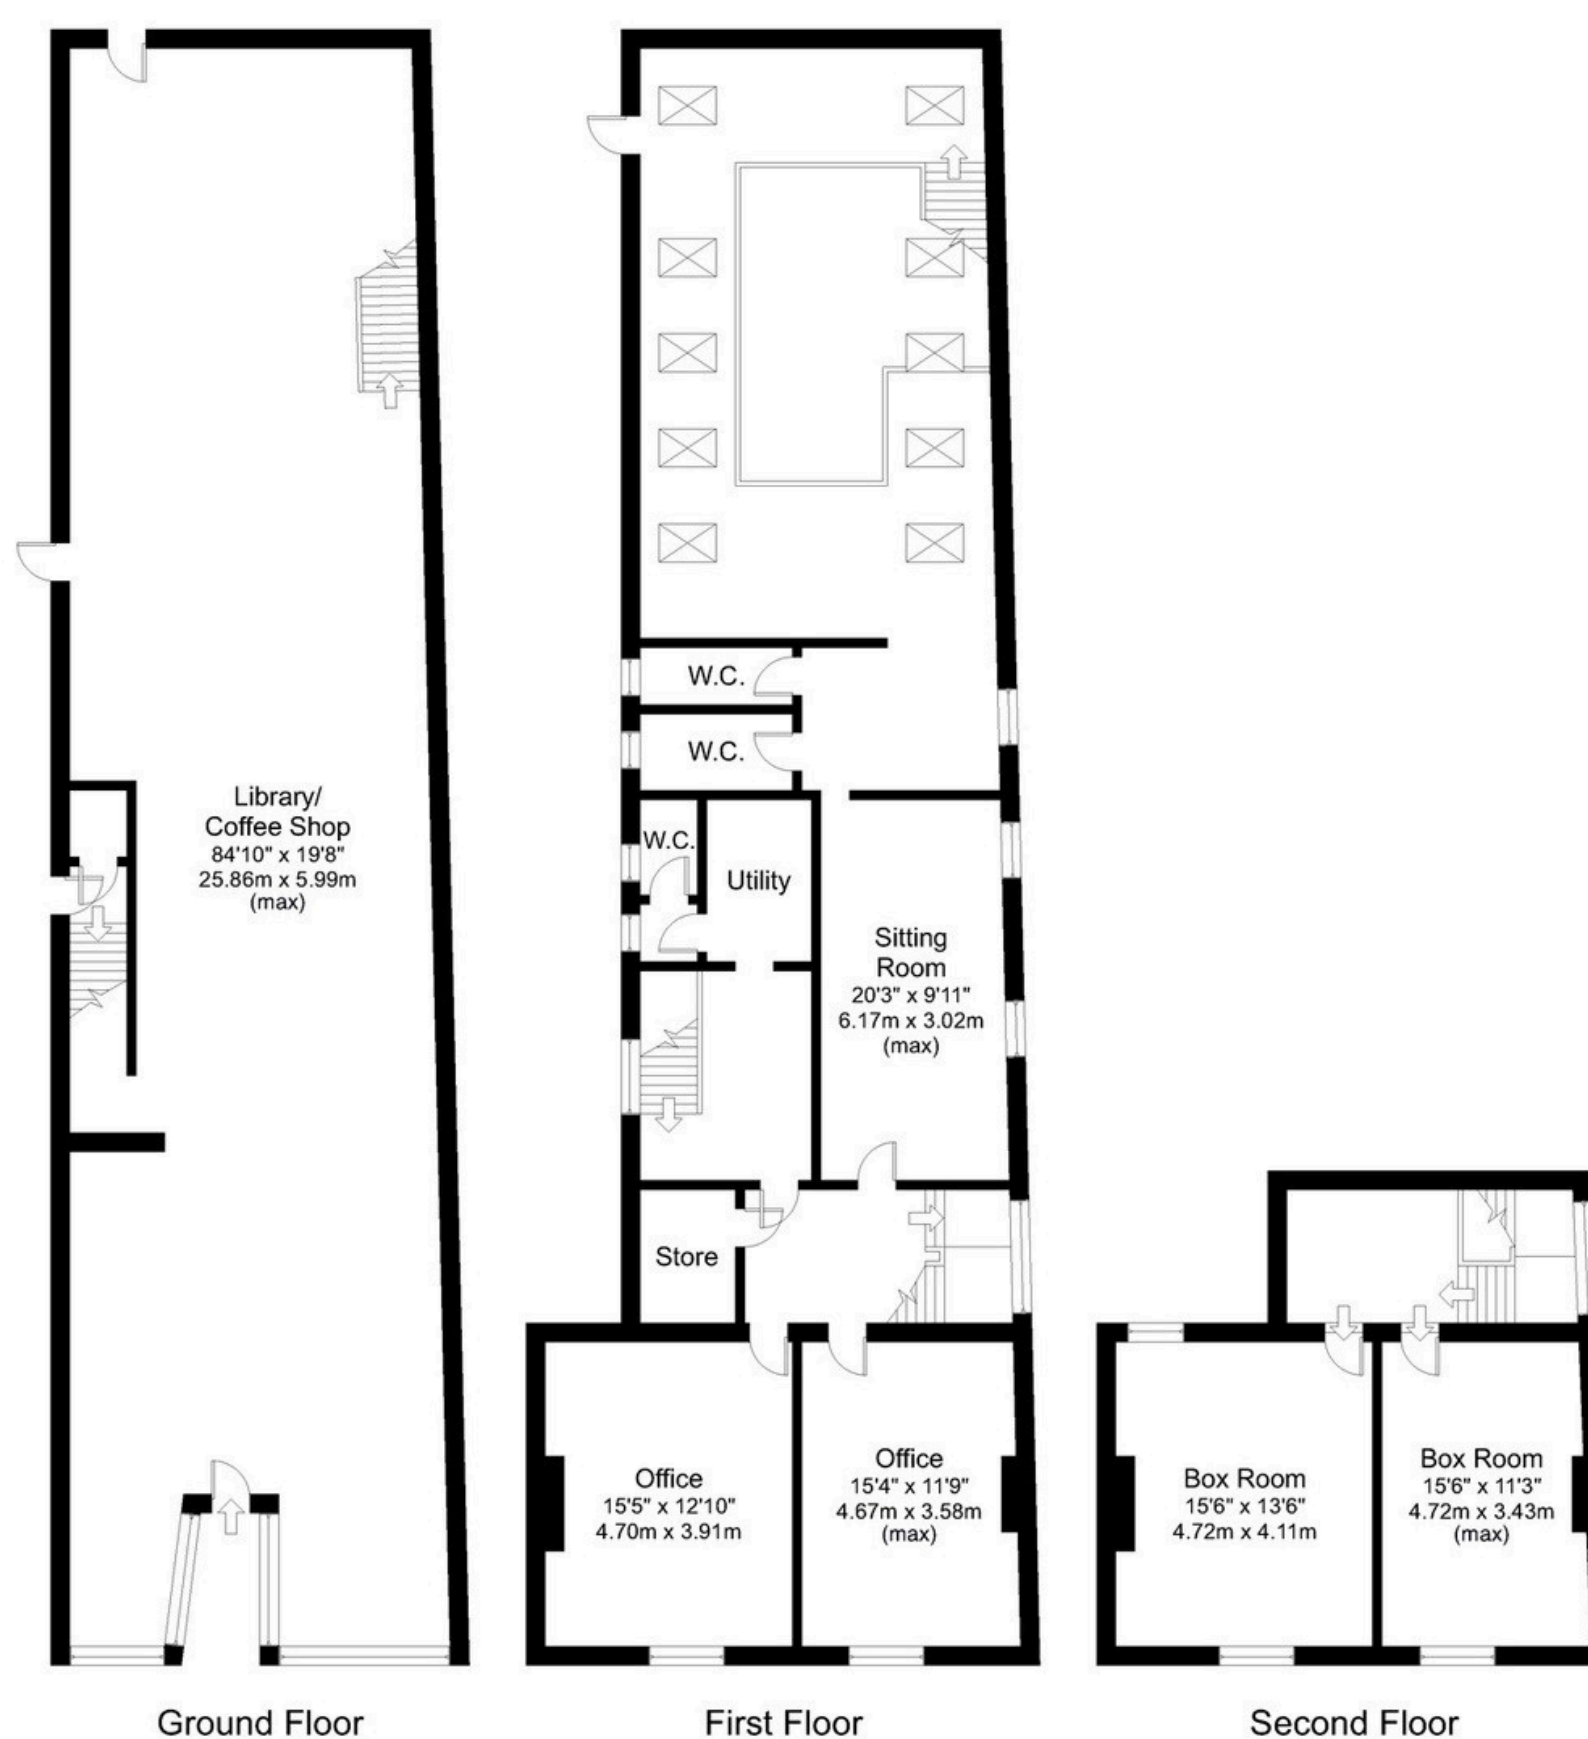 Library/
Coffee Shop
84'10" x 19'8"
25.86m x 5.99m
(max)
Ground Floor
W.C.
W.C.
W.C.
Utility
Sitting
Room
20'3" x 9'11"
6.17m x 3.02m
(max)
Store
Office
15'5" x 12'10"
4.70m x 3.91m
Office
15'4" x 11'9"
4.67m x 3.58m
(max)
First Floor
Box Room
15'6" x 13'6"
4.72m x 4.11m
Box Room
15'6" x 11'3"
4.72m x 3.43m
(max)
Second Floor